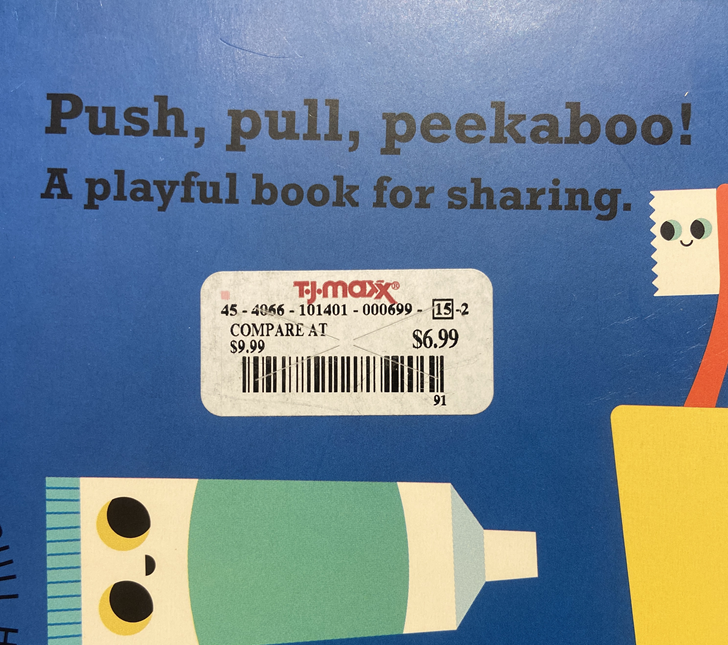 Push, pull, peekaboo!
A playful book for sharing.
T·J·maxx®
45 - 4066 - 101401 - 000699 - 15 -2
COMPARE AT
$9.99
$6.99
91